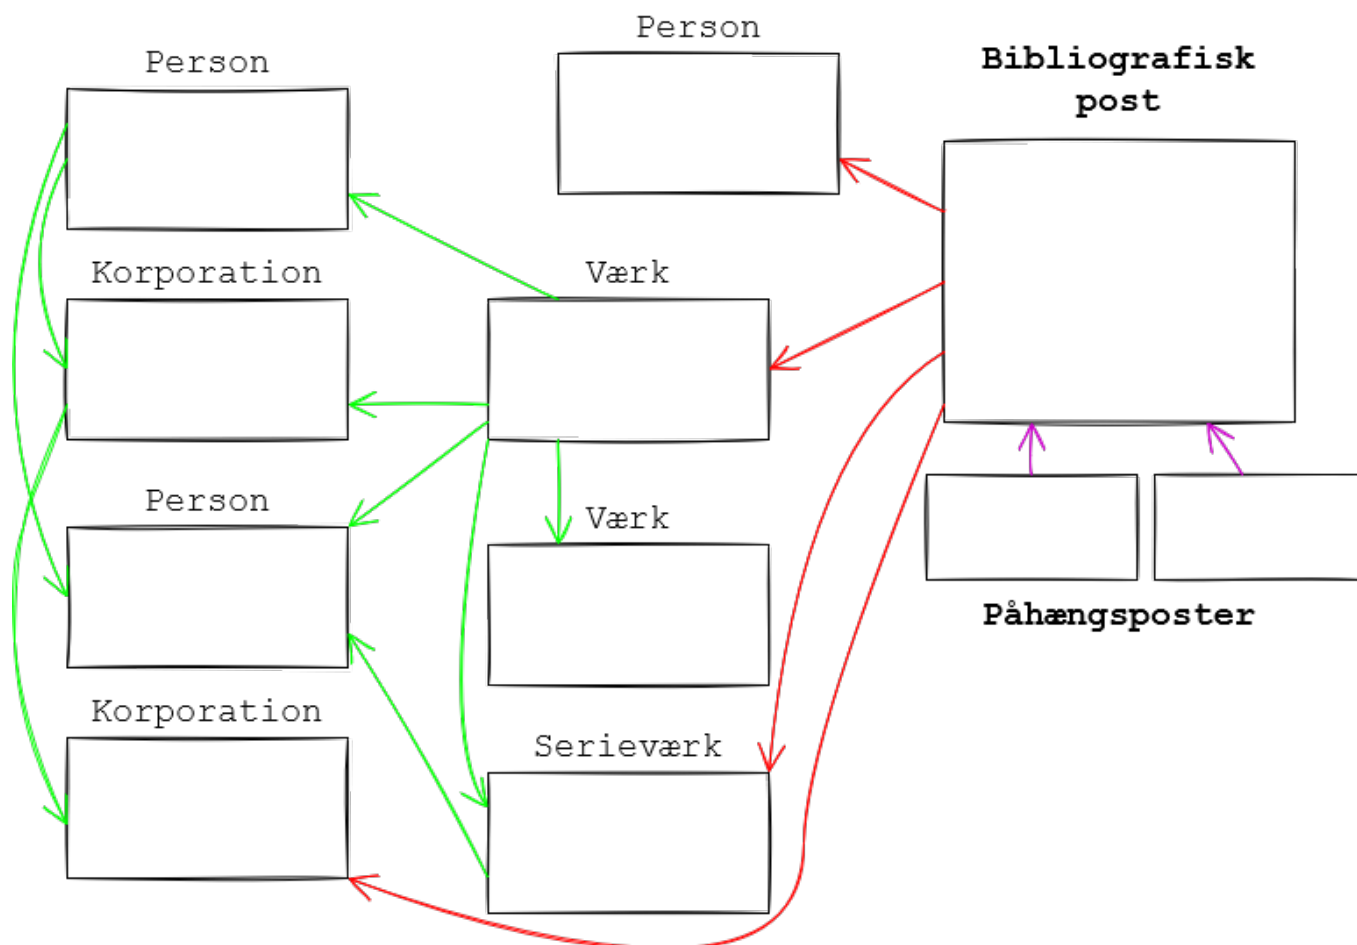 Person
Person
Bibliografisk
post
Korporation
Værk
Person
Værk
Påhængsposter
Korporation
Serieværk